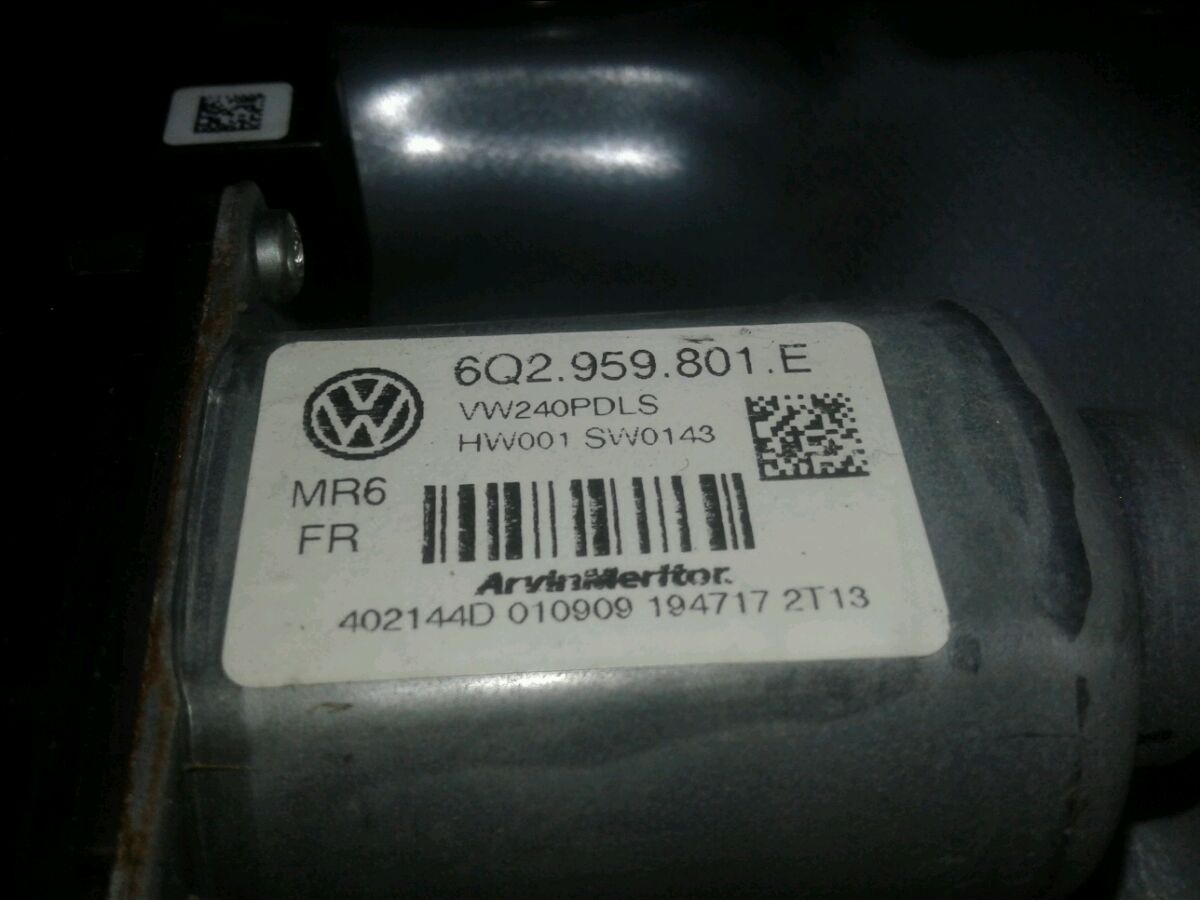 6Q2.959.801.E
VW240PDLS
HW001 SW0143
MR6
FR
ArvinMeritor.
402144D 010909 194717 2T13